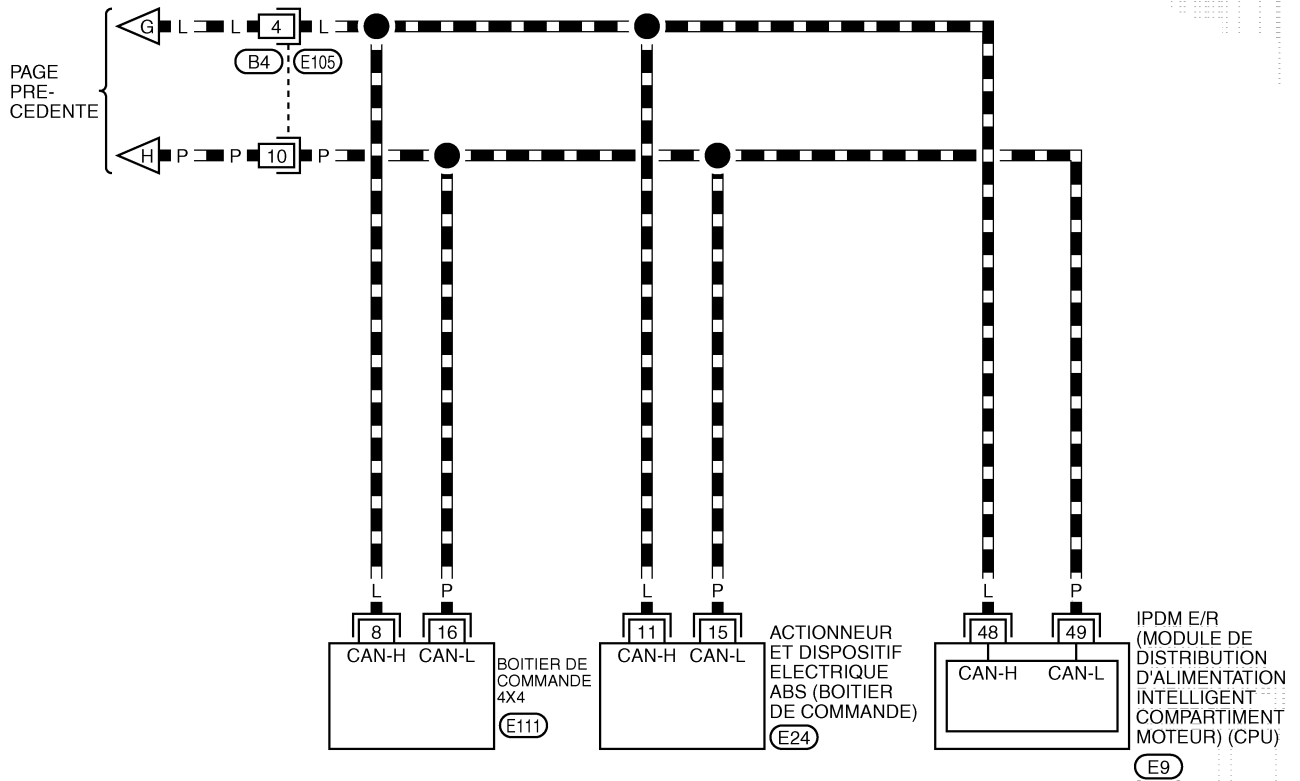 G L L 4 L
B4 E105
PAGE
PRE-
CEDENTE
H P P 10 P
L P L P L P
8 16 11 15 48 49
CAN-H CAN-L
BOITIER DE
COMMANDE
4X4
E111
CAN-H CAN-L
ACTIONNEUR
ET DISPOSITIF
ELECTRIQUE
ABS (BOITIER
DE COMMANDE)
E24
CAN-H CAN-L
IPDM E/R
(MODULE DE
DISTRIBUTION
D'ALIMENTATION
INTELLIGENT
COMPARTIMENT
MOTEUR) (CPU)
E9